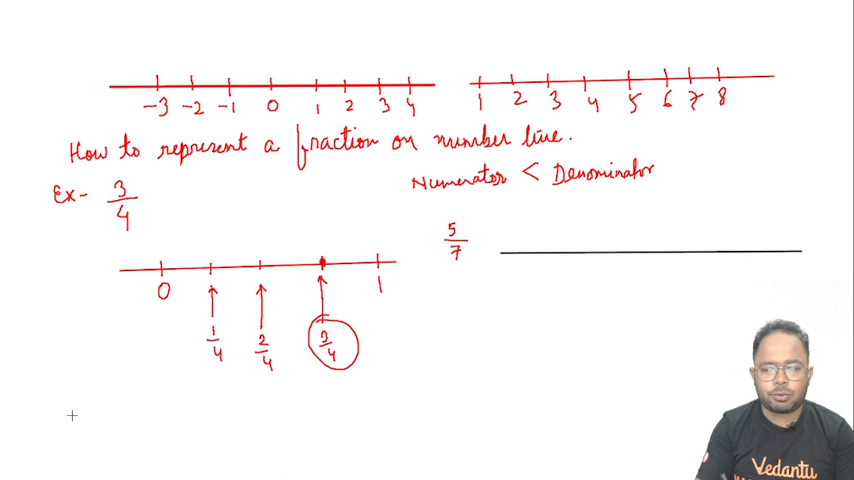 -3 -2 -1 0 1 2 3 4
1 2 3 4 5 6 7 8
How to represent a fraction on number line.
Numerator < Denominator
Ex- 3/4
5/7
0 1
1/4 2/4 3/4
Vedantu